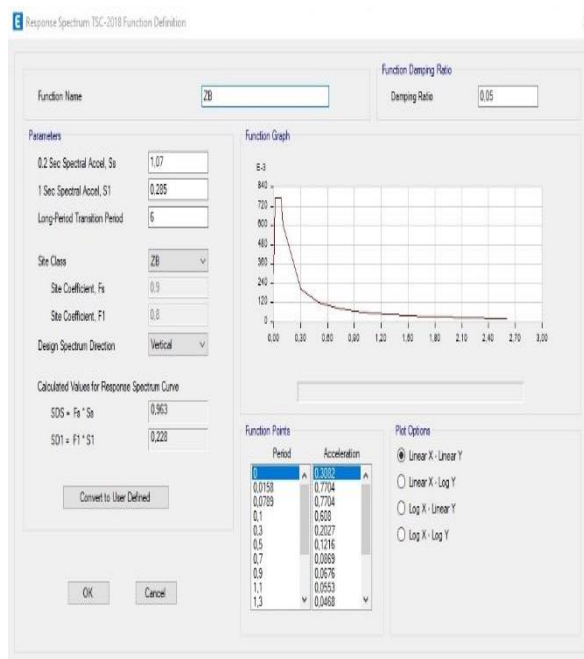 Response Spectrum TSC-2018 Function Definition
Function Name
ZB
Function Damping Ratio
Damping Ratio
0,05
Parameters
0.2 Sec Spectral Accel, Ss
1,07
1 Sec Spectral Accel, S1
0,285
Long-Period Transition Period
6
Site Class
ZB
Site Coefficient, Fs
0,9
Site Coefficient, F1
0,8
Design Spectrum Direction
Vertical
Calculated Values for Response Spectrum Curve
SDS = Fs * Ss
0,963
SD1 = F1 * S1
0,228
Convert to User Defined
OK
Cancel
Function Graph
E-3
840
720
600
480
360
240
120
0
0,00 0,30 0,60 0,90 1,20 1,50 1,80 2,10 2,40 2,70 3,00
Function Points
Period Acceleration
0 0,3082
0,0158 0,7704
0,0789 0,7704
0,1 0,608
0,3 0,2027
0,5 0,1216
0,7 0,0869
0,9 0,0676
1,1 0,0553
1,3 0,0468
Plot Options
Linear X - Linear Y
Linear X - Log Y
Log X - Linear Y
Log X - Log Y